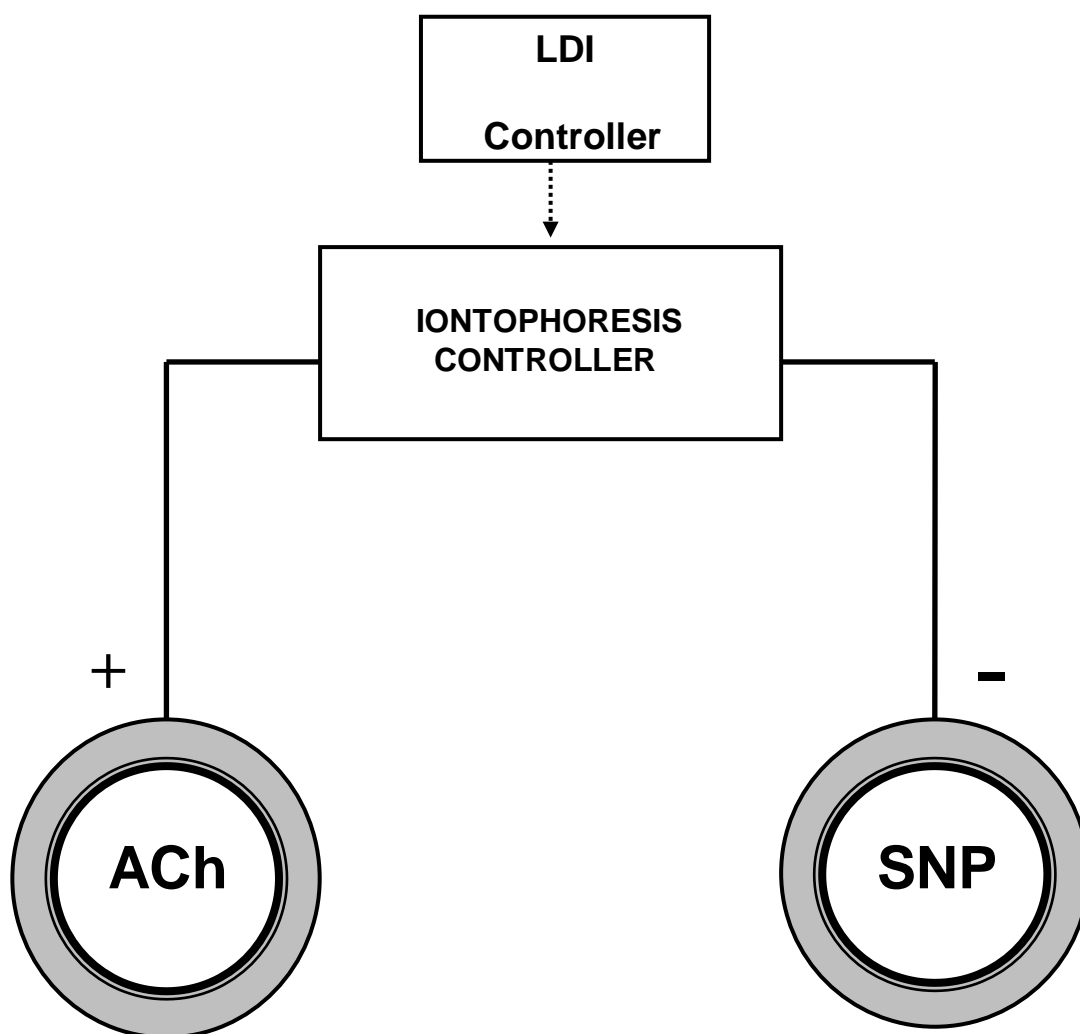 LDI
Controller
IONTOPHORESIS
CONTROLLER
+
-
ACh
SNP